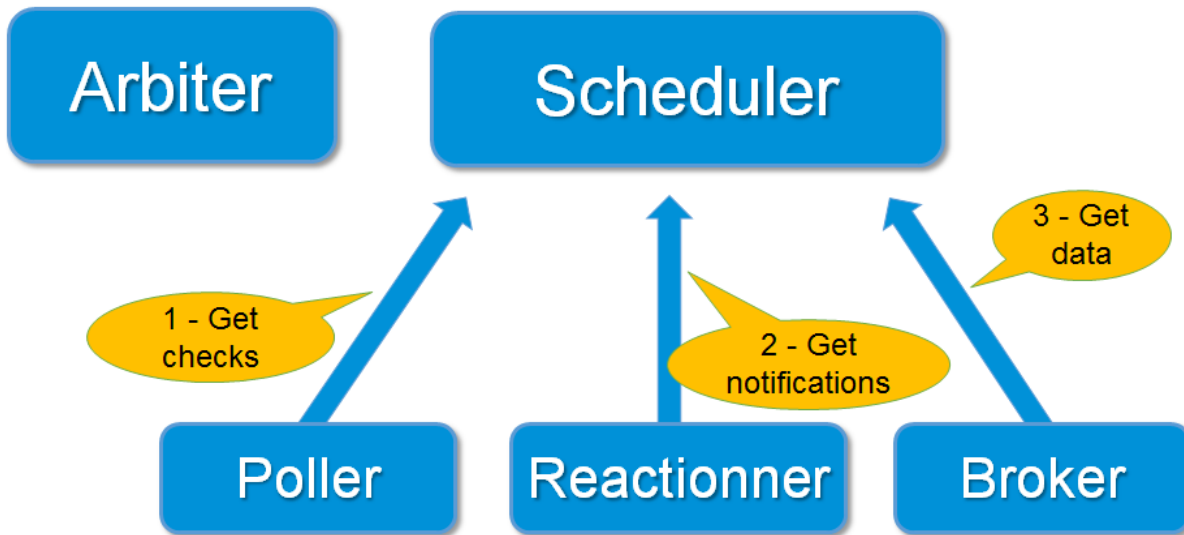 Arbiter
Scheduler
3 - Get
data
1 - Get
checks
2 - Get
notifications
Poller
Reactionner
Broker